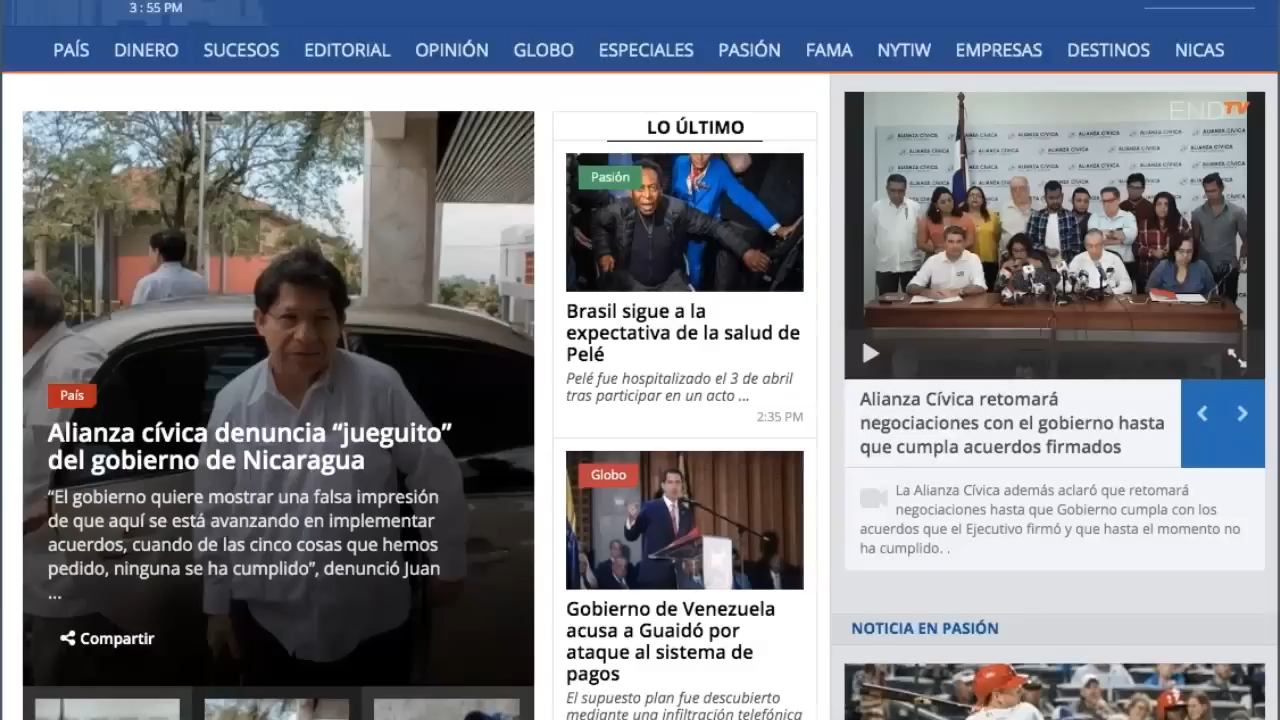 3 : 55 PM
PAÍS DINERO SUCESOS EDITORIAL OPINIÓN GLOBO ESPECIALES PASIÓN FAMA NYTIW EMPRESAS DESTINOS NICAS
País
Alianza cívica denuncia “jueguito”
del gobierno de Nicaragua
“El gobierno quiere mostrar una falsa impresión
de que aquí se está avanzando en implementar
acuerdos, cuando de las cinco cosas que hemos
pedido, ninguna se ha cumplido”, denunció Juan
...
Compartir
LO ÚLTIMO
Pasión
Brasil sigue a la
expectativa de la salud de
Pelé
Pelé fue hospitalizado el 3 de abril
tras participar en un acto ...
2:35 PM
Globo
Gobierno de Venezuela
acusa a Guaidó por
ataque al sistema de
pagos
El supuesto plan fue descubierto
mediante una infiltración telefónica
ENDTV
ALIANZA CÍVICA
Alianza Cívica retomará
negociaciones con el gobierno hasta
que cumpla acuerdos firmados
La Alianza Cívica además aclaró que retomará
negociaciones hasta que Gobierno cumpla con los
acuerdos que el Ejecutivo firmó y que hasta el momento no
ha cumplido. .
NOTICIA EN PASIÓN